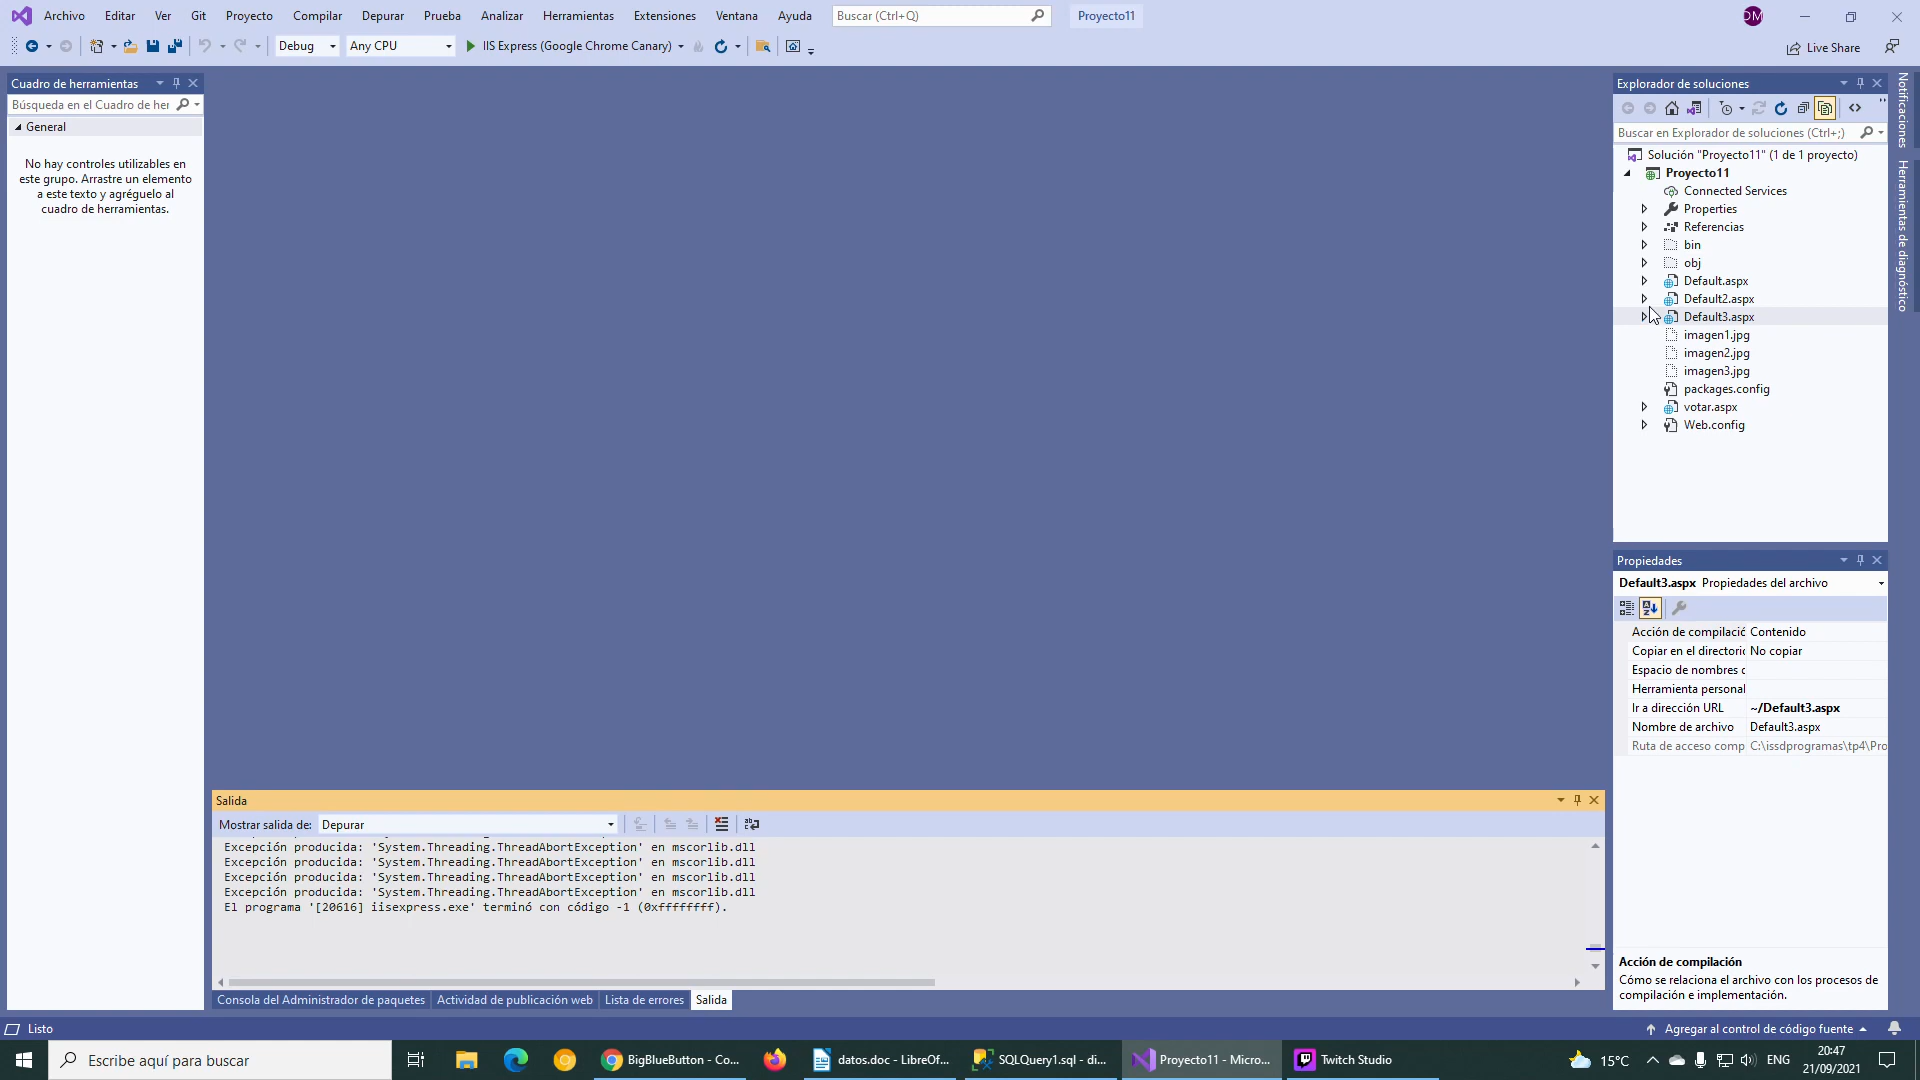 Archivo Editar Ver Git Proyecto Compilar Depurar Prueba Analizar Herramientas Extensiones Ventana Ayuda Buscar (Ctrl+Q) Proyecto11 DM
Debug Any CPU IIS Express (Google Chrome Canary) Live Share
Cuadro de herramientas
Búsqueda en el Cuadro de her
General
No hay controles utilizables en
este grupo. Arrastre un elemento
a este texto y agréguelo al
cuadro de herramientas.
Explorador de soluciones
Buscar en Explorador de soluciones (Ctrl+;)
Solución "Proyecto11" (1 de 1 proyecto)
Proyecto11
Connected Services
Properties
Referencias
bin
obj
Default.aspx
Default2.aspx
Default3.aspx
imagen1.jpg
imagen2.jpg
imagen3.jpg
packages.config
votar.aspx
Web.config
Notificaciones
Herramientas de diagnóstico
Propiedades
Default3.aspx Propiedades del archivo
Acción de compilació Contenido
Copiar en el directorio No copiar
Espacio de nombres c
Herramienta personal
Ir a dirección URL ~/Default3.aspx
Nombre de archivo Default3.aspx
Ruta de acceso comp C:\issdprogramas\tp4\Pro
Acción de compilación
Cómo se relaciona el archivo con los procesos de
compilación e implementación.
Salida
Mostrar salida de: Depurar
Excepción producida: 'System.Threading.ThreadAbortException' en mscorlib.dll
Excepción producida: 'System.Threading.ThreadAbortException' en mscorlib.dll
Excepción producida: 'System.Threading.ThreadAbortException' en mscorlib.dll
Excepción producida: 'System.Threading.ThreadAbortException' en mscorlib.dll
El programa '[20616] iisexpress.exe' terminó con código -1 (0xffffffff).
Consola del Administrador de paquetes Actividad de publicación web Lista de errores Salida
Listo Agregar al control de código fuente
Escribe aquí para buscar BigBlueButton - Co... datos.doc - LibreOf... SQLQuery1.sql - di... Proyecto11 - Micro... Twitch Studio 15°C ENG 20:47
21/09/2021